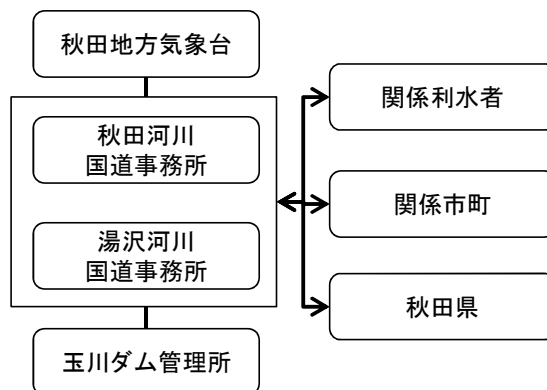 秋田地方気象台
秋田河川
国道事務所
湯沢河川
国道事務所
玉川ダム管理所
関係利水者
関係市町
秋田県